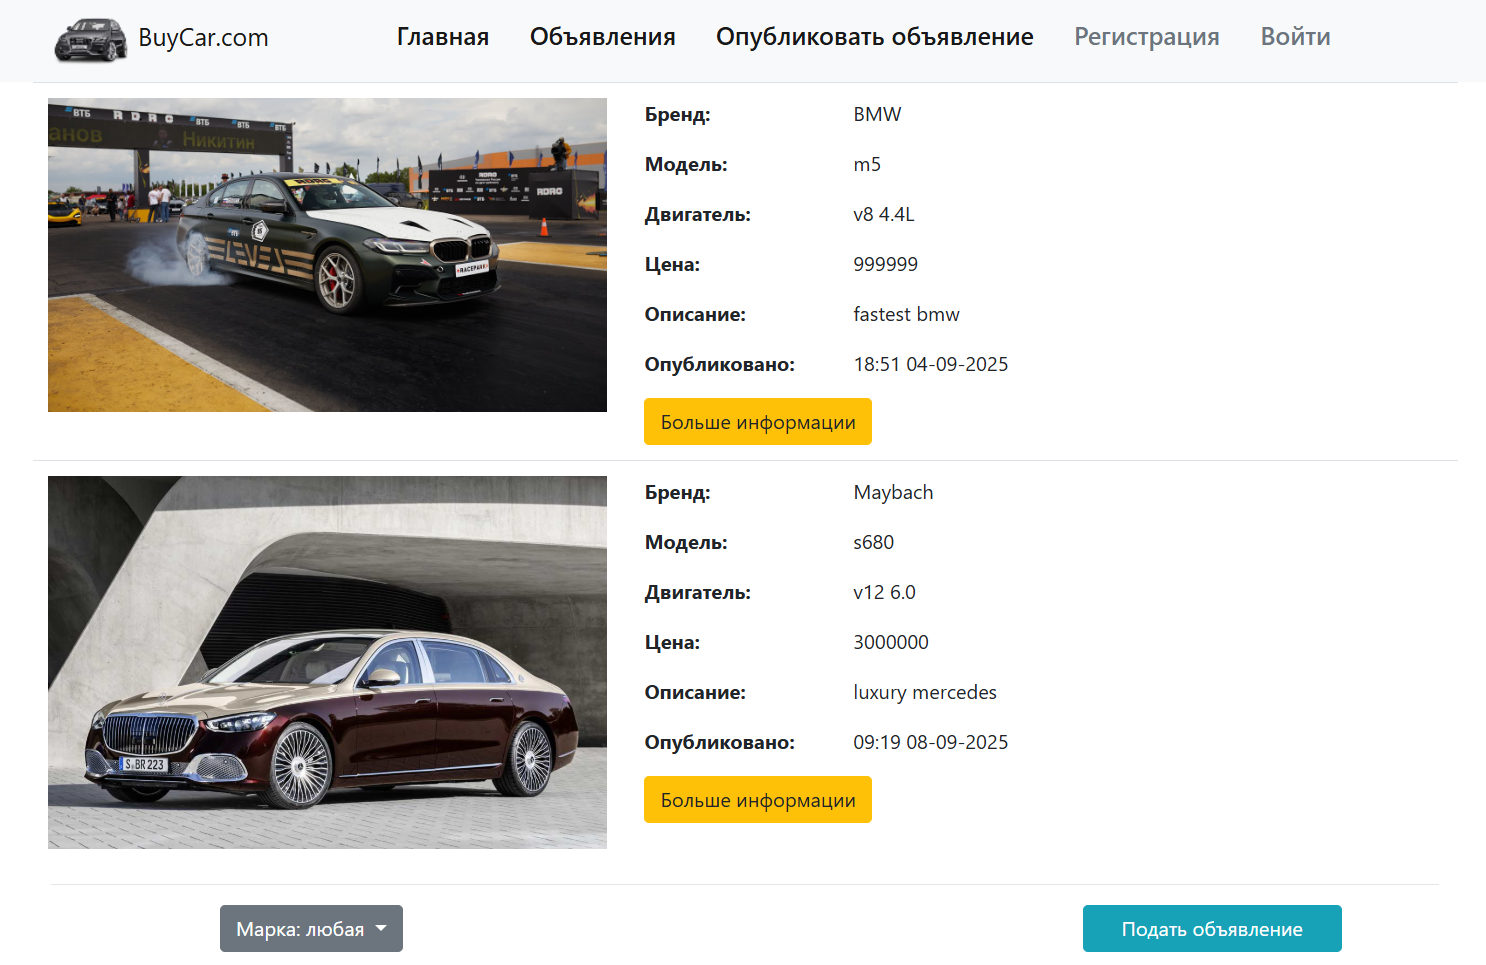 BuyCar.com Главная Объявления Опубликовать объявление Регистрация Войти
ВТБ RDRC ВТБ ВТБ ВТБ
анов Никитин
RDRC
RDRC
RDRC
LEVEL
RACEPARK
Бренд: BMW
Модель: m5
Двигатель: v8 4.4L
Цена: 999999
Описание: fastest bmw
Опубликовано: 18:51 04-09-2025
Больше информации
S BR 223
Бренд: Maybach
Модель: s680
Двигатель: v12 6.0
Цена: 3000000
Описание: luxury mercedes
Опубликовано: 09:19 08-09-2025
Больше информации
Марка: любая Подать объявление